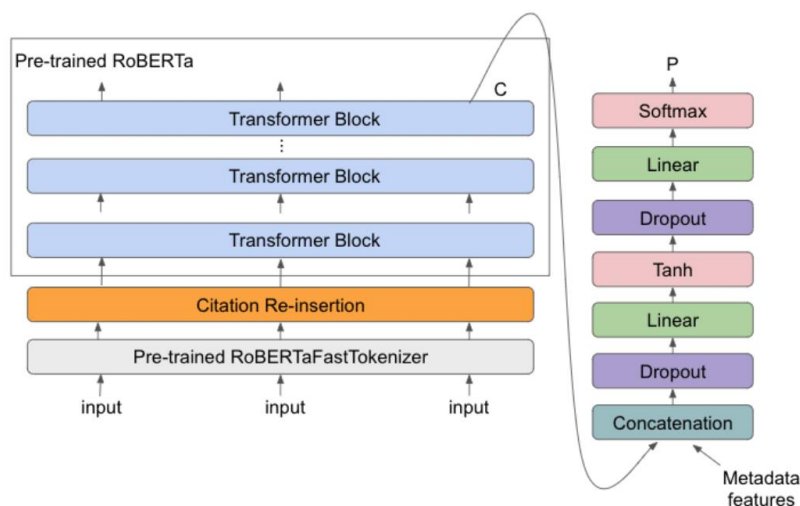 Pre-trained RoBERTa
C
Transformer Block
Transformer Block
Transformer Block
Citation Re-insertion
Pre-trained RoBERTaFastTokenizer
input
input
input
P
Softmax
Linear
Dropout
Tanh
Linear
Dropout
Concatenation
Metadata
features